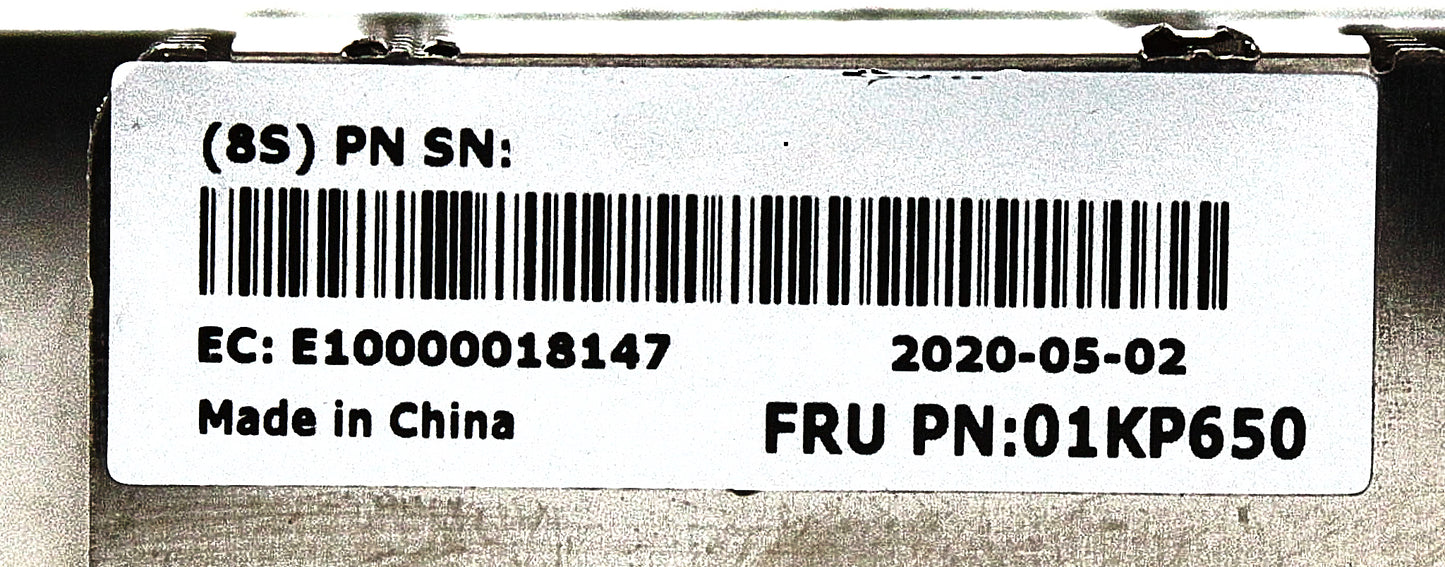 (8S) PN SN:
EC: E10000018147
2020-05-02
Made in China
FRU PN:01KP650